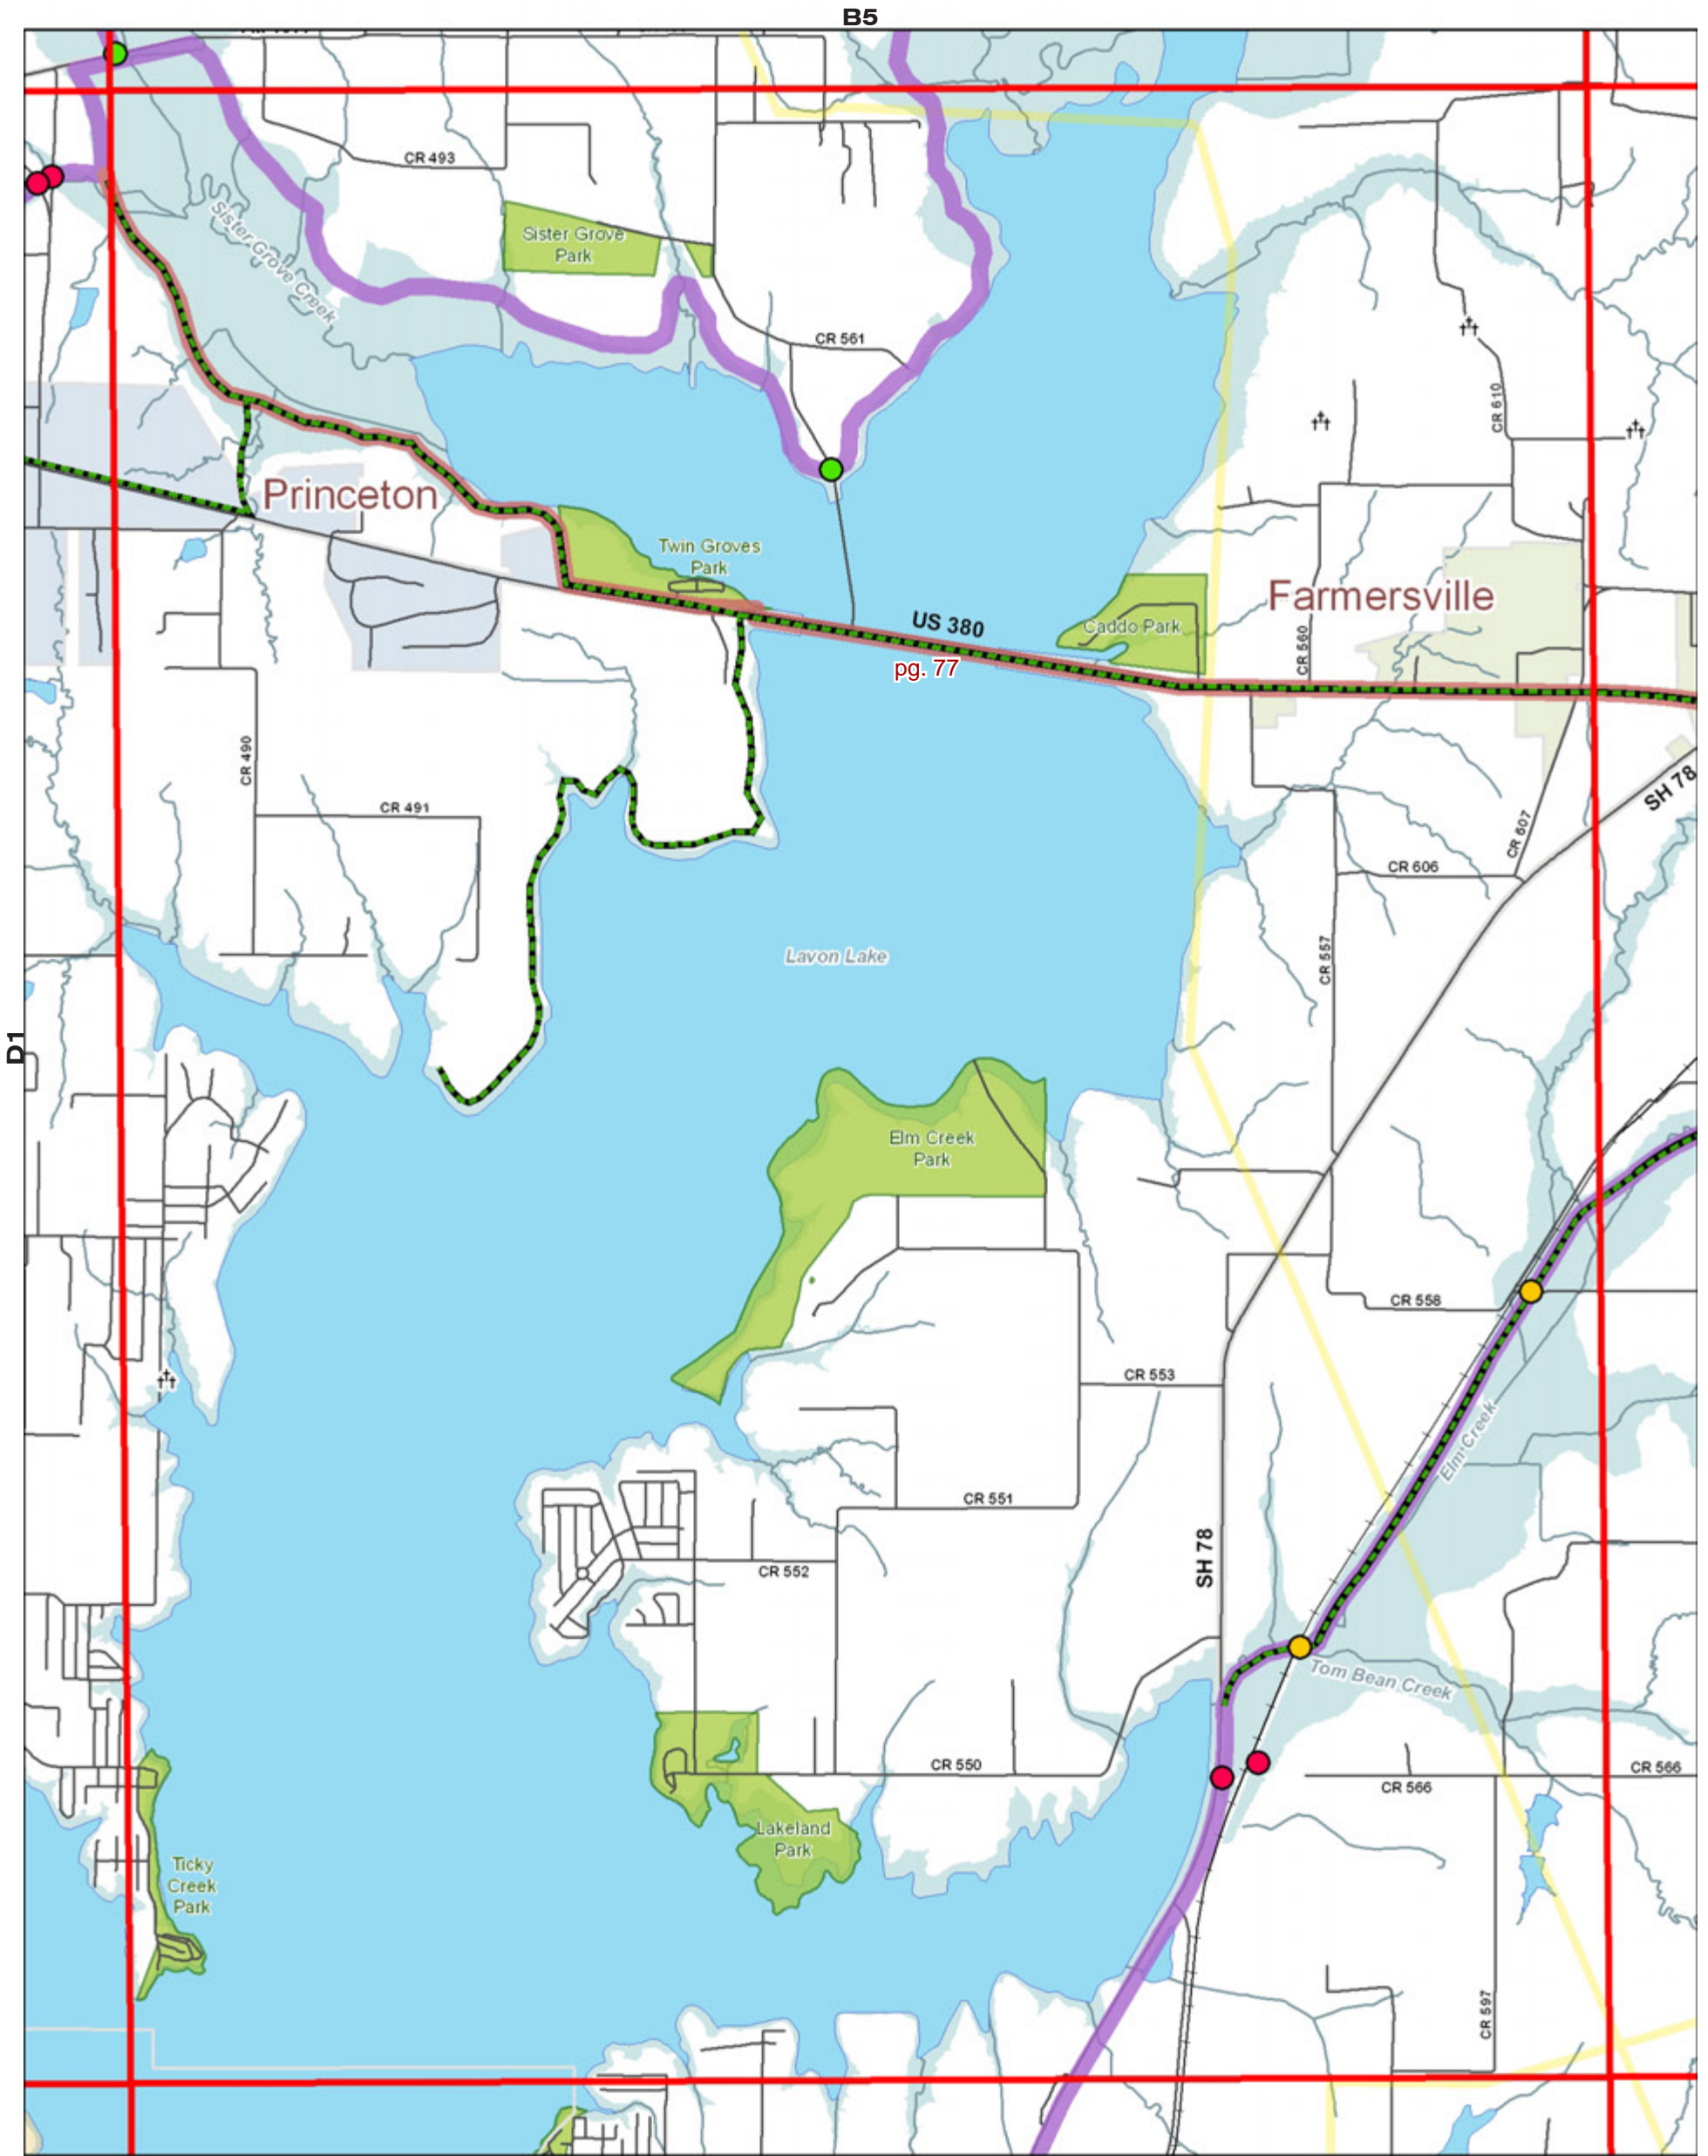 B5
CR 493
Sister Grove Creek
Sister Grove
Park
CR 561
CR 610
Princeton
Twin Groves
Park
US 380
pg. 77
Caddo Park
Farmersville
CR 560
CR 490
CR 491
SH 78
CR 607
CR 606
CR 557
Lavon Lake
D1
Elm Creek
Park
CR 558
CR 553
Elm Creek
CR 551
SH 78
CR 552
Tom Bean Creek
CR 550
CR 566
CR 566
Lakeland
Park
Ticky
Creek
Park
CR 597